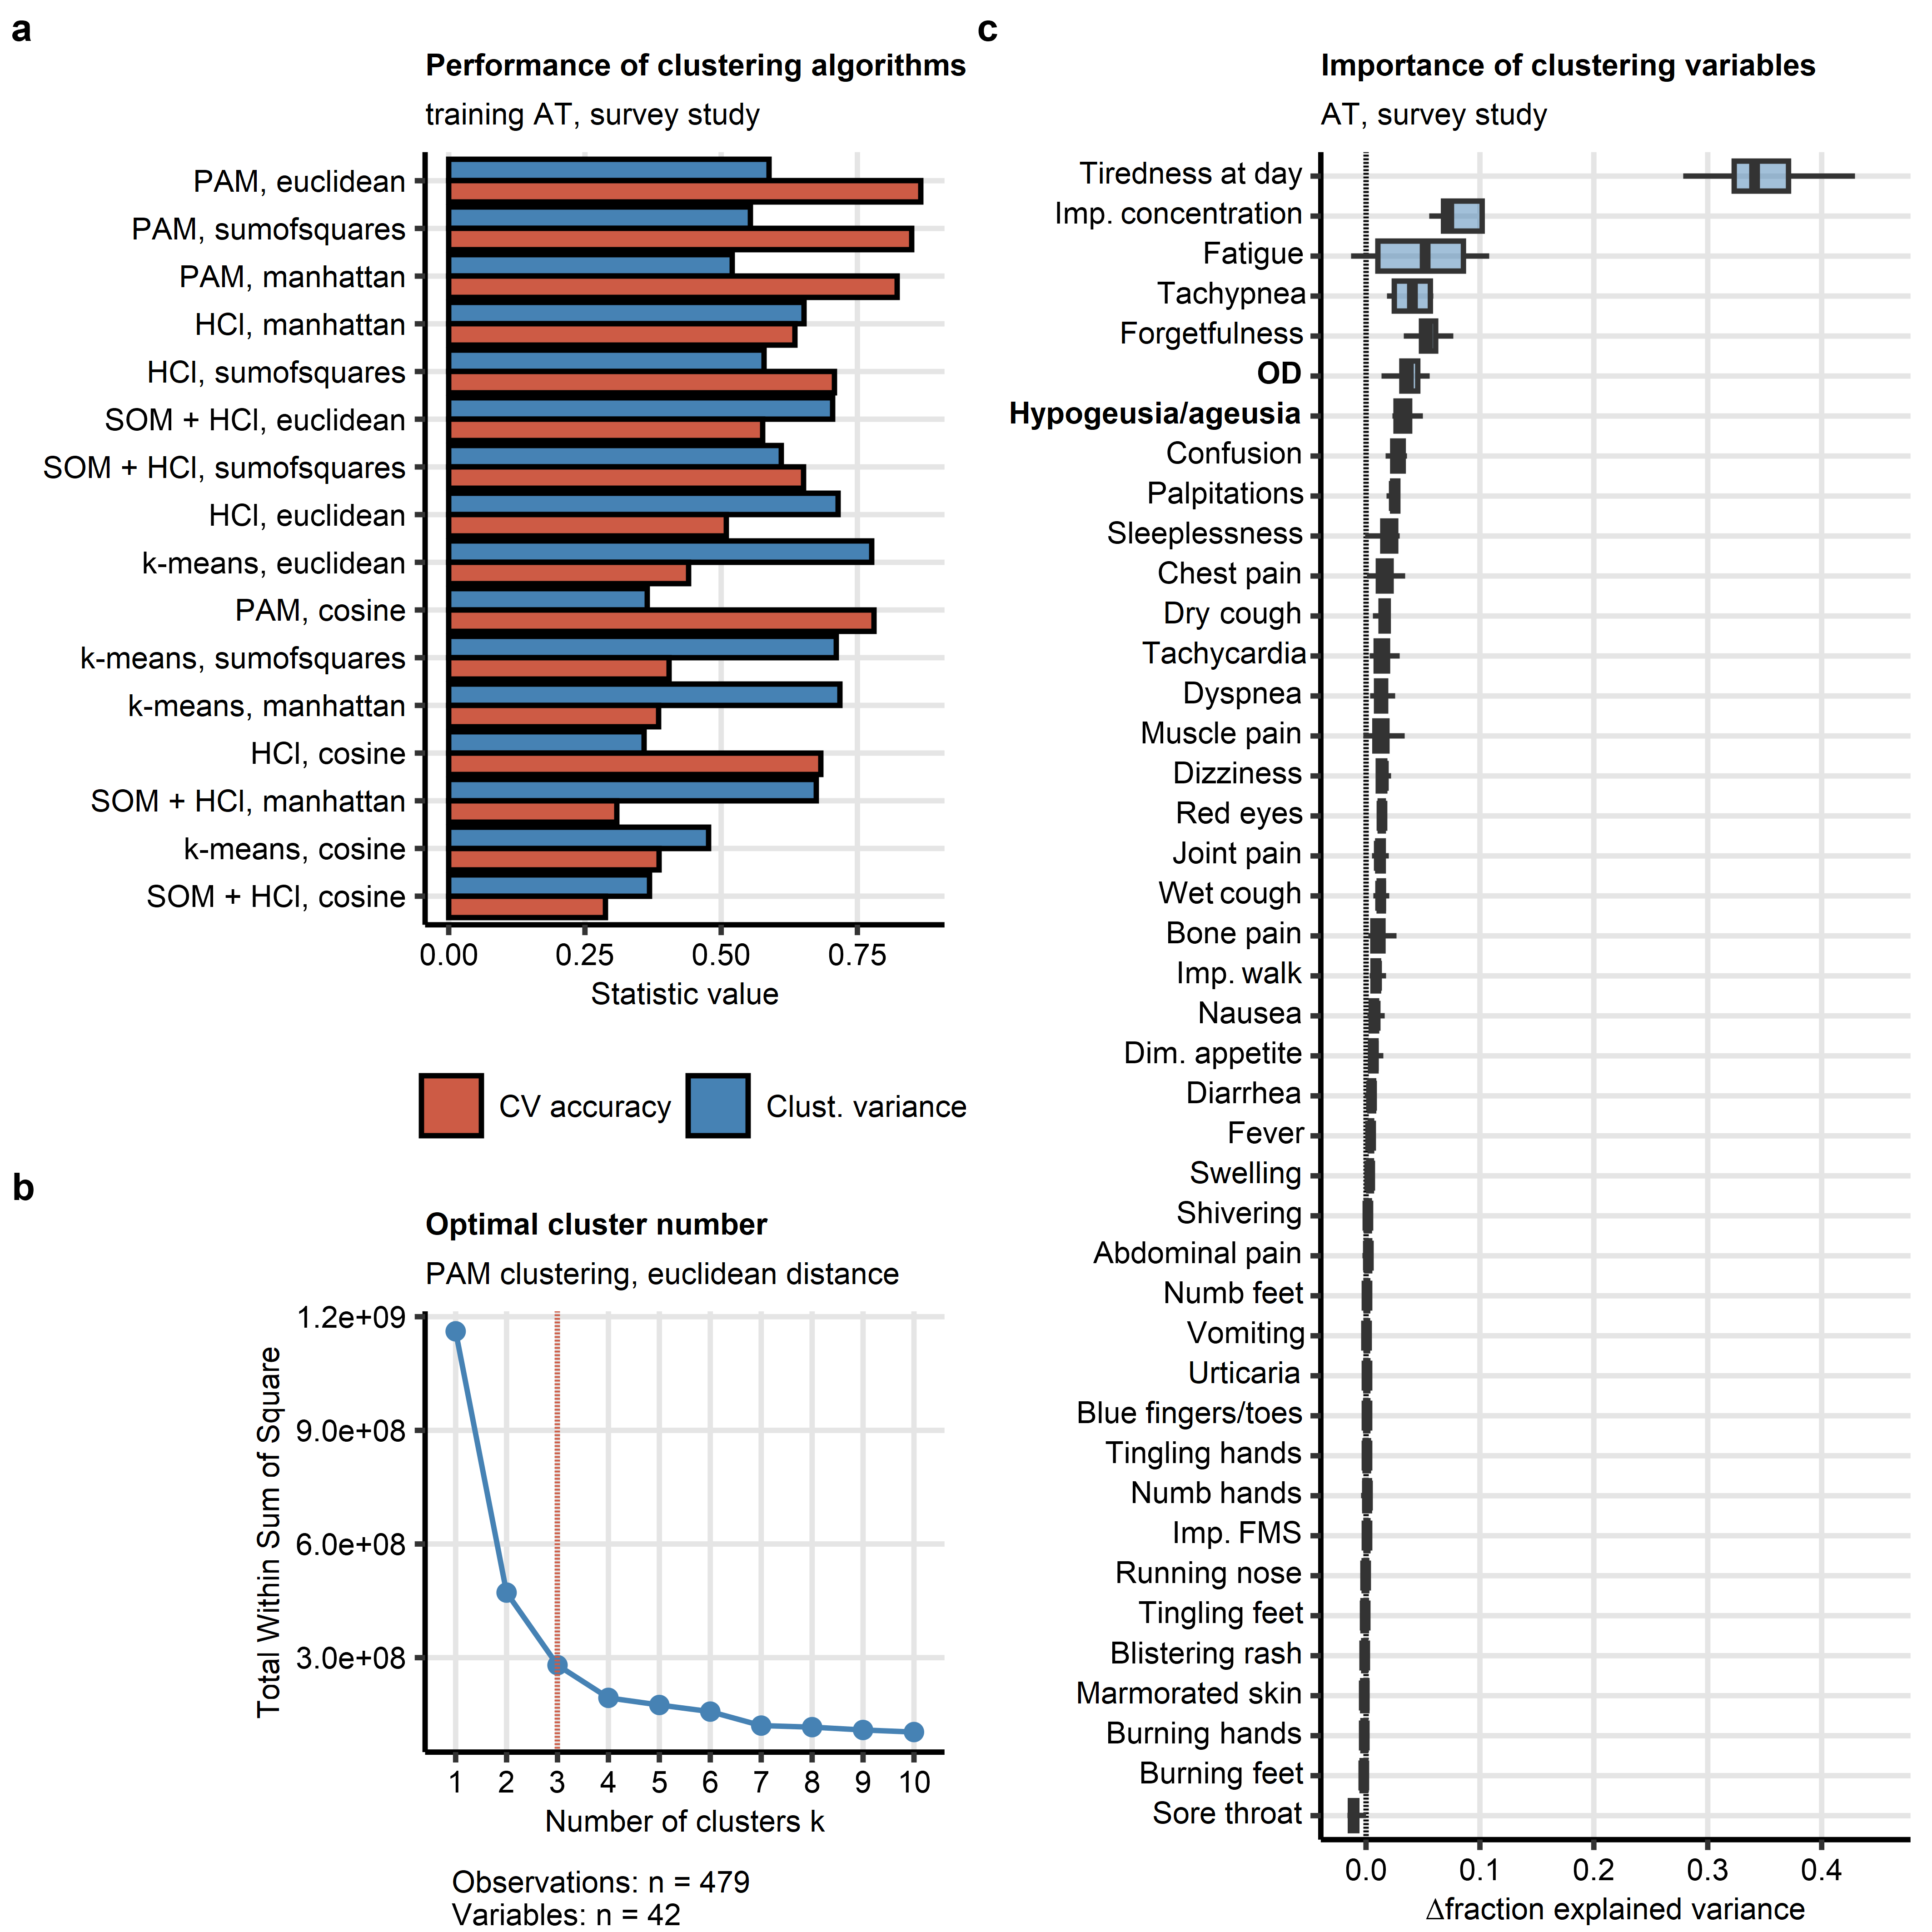 a
Performance of clustering algorithms
training AT, survey study
PAM, euclidean
PAM, sumofsquares
PAM, manhattan
HCl, manhattan
HCl, sumofsquares
SOM + HCl, euclidean
SOM + HCl, sumofsquares
HCl, euclidean
k-means, euclidean
PAM, cosine
k-means, sumofsquares
k-means, manhattan
HCl, cosine
SOM + HCl, manhattan
k-means, cosine
SOM + HCl, cosine
0.00 0.25 0.50 0.75
Statistic value
CV accuracy Clust. variance
b
Optimal cluster number
PAM clustering, euclidean distance
Total Within Sum of Square
1.2e+09
9.0e+08
6.0e+08
3.0e+08
1 2 3 4 5 6 7 8 9 10
Number of clusters k
Observations: n = 479
Variables: n = 42
c
Importance of clustering variables
AT, survey study
Tiredness at day
Imp. concentration
Fatigue
Tachypnea
Forgetfulness
OD
Hypogeusia/ageusia
Confusion
Palpitations
Sleeplessness
Chest pain
Dry cough
Tachycardia
Dyspnea
Muscle pain
Dizziness
Red eyes
Joint pain
Wet cough
Bone pain
Imp. walk
Nausea
Dim. appetite
Diarrhea
Fever
Swelling
Shivering
Abdominal pain
Numb feet
Vomiting
Urticaria
Blue fingers/toes
Tingling hands
Numb hands
Imp. FMS
Running nose
Tingling feet
Blistering rash
Marmorated skin
Burning hands
Burning feet
Sore throat
0.0 0.1 0.2 0.3 0.4
Δfraction explained variance